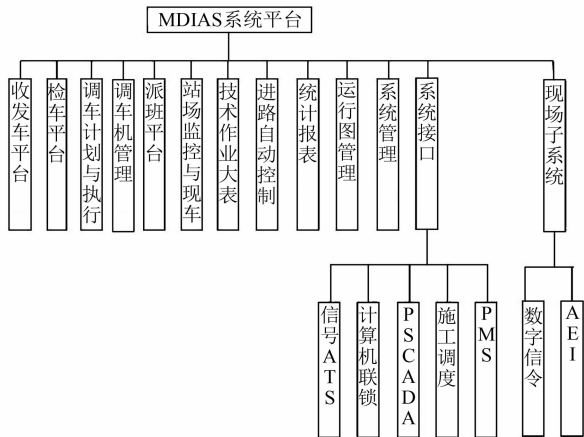 MDIAS系统平台
收发车平台
检车平台
调车计划与执行
调车机管理
派班平台
站场监控与现车
技术作业大表
进路自动控制
统计报表
运行图管理
系统管理
系统接口
现场子系统
信号ATS
计算机联锁
PSCADA
施工调度
PMS
数字信令
AEI